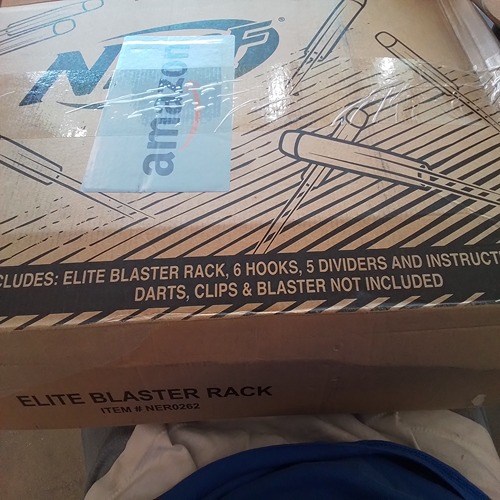 NERF
amazon
CLUDES: ELITE BLASTER RACK, 6 HOOKS, 5 DIVIDERS AND INSTRUCT
DARTS, CLIPS & BLASTER NOT INCLUDED
ELITE BLASTER RACK
ITEM # NER0262